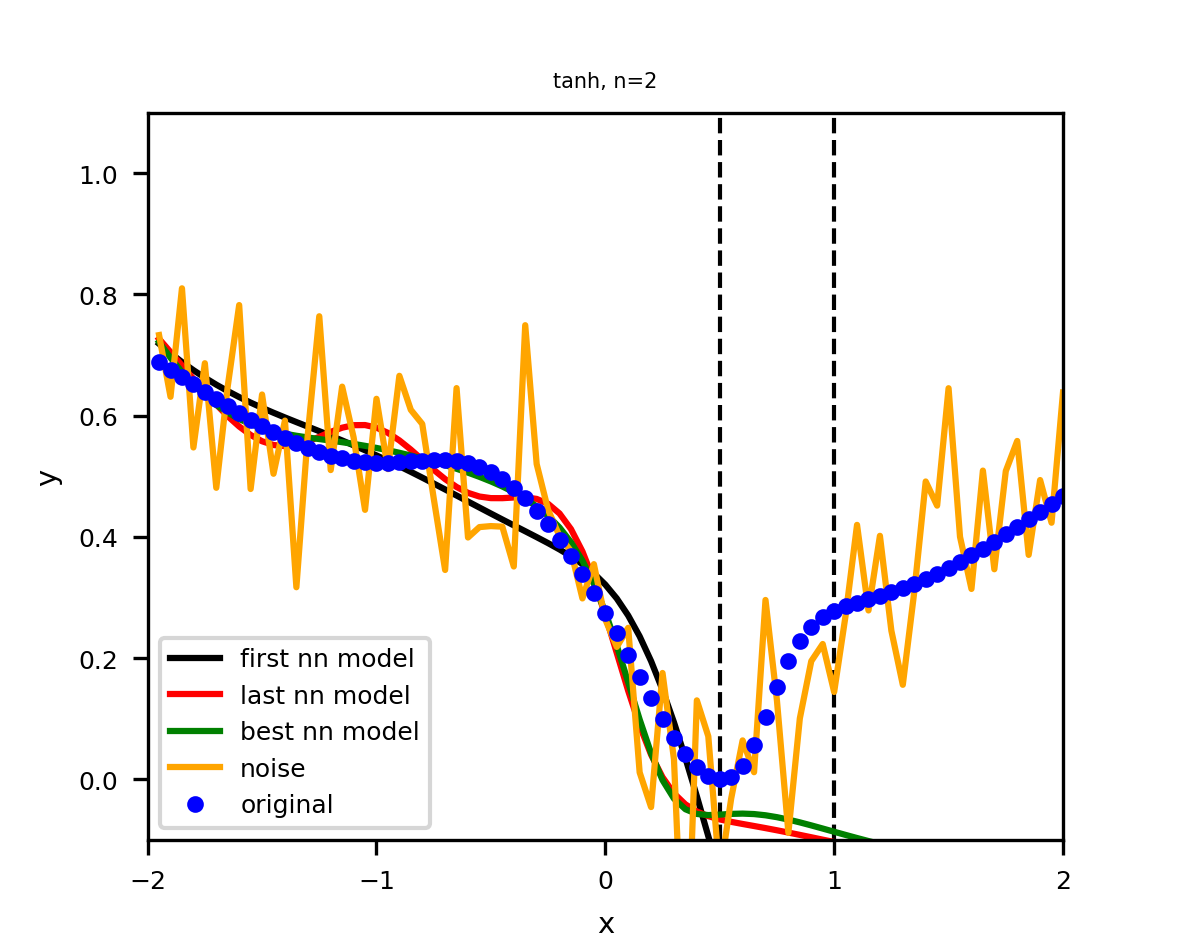 tanh, n=2
1.0
0.8
0.6
0.4
0.2
0.0
y
first nn model
last nn model
best nn model
noise
original
−2
−1
0
1
2
x